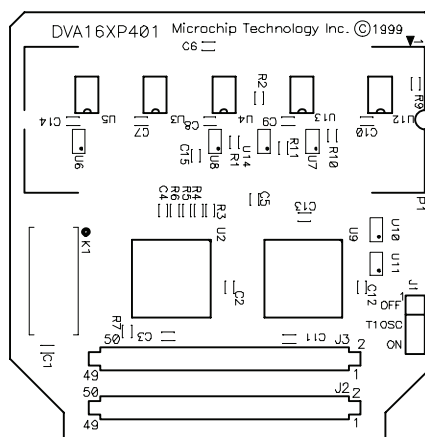 DVA16XP401 Microchip Technology Inc. ©1999
C6
1
R2
R9
C14
U5
C7
U3
C8
U4
C9
U13
C10
U12
U6
C15
U8
R1
U14
R11
U7
R10
C4
R6
R5
R4
R3
C5
C13
P1
K1
U2
U9
U10
U11
C2
C12
J1
1
OFF
T1OSC
ON
R7
C3
C11
C1
50
J3
2
49
1
50
J2
2
49
1